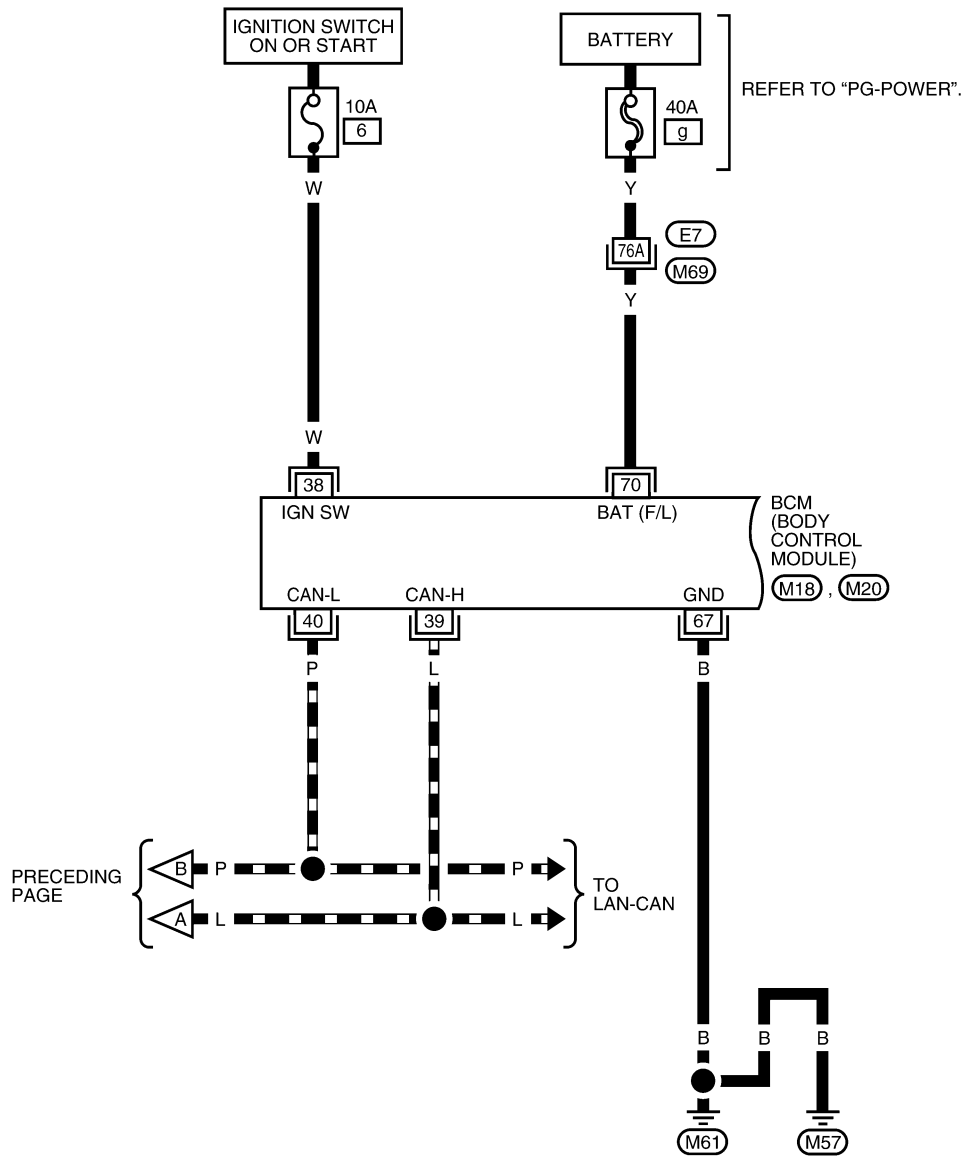 IGNITION SWITCH
ON OR START
BATTERY
REFER TO “PG-POWER”.
10A
6
40A
g
W
Y
76A
E7
M69
Y
W
38
70
IGN SW
BAT (F/L)
BCM
(BODY
CONTROL
MODULE)
M18 , M20
CAN-L
CAN-H
GND
40
39
67
P
L
B
PRECEDING
PAGE
B
P
P
A
L
L
TO
LAN-CAN
B
B
B
M61
M57